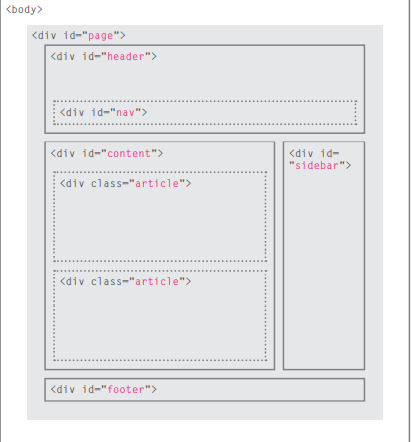 <body>
<div id="page">
<div id="header">
<div id="nav">
<div id="content">
<div class="article">
<div class="article">
<div id=
"sidebar">
<div id="footer">